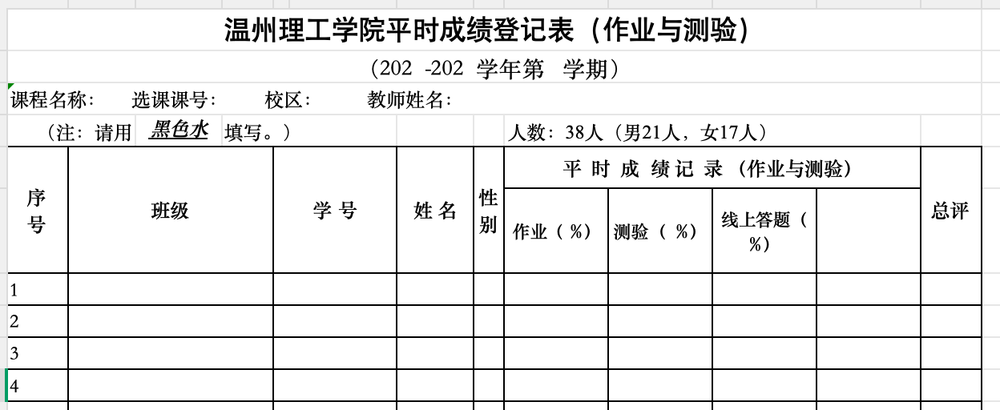 温州理工学院平时成绩登记表（作业与测验）
（202  -202  学年第  学期）
课程名称：  选课课号：  校区：  教师姓名：
（注：请用 黑色水 填写。） 人数：38人（男21人，女17人）
序号 班级 学 号 姓 名 性别 平 时 成 绩 记 录 （作业与测验） 总评
作业（ %） 测验（ %） 线上答题（ %）
1
2
3
4